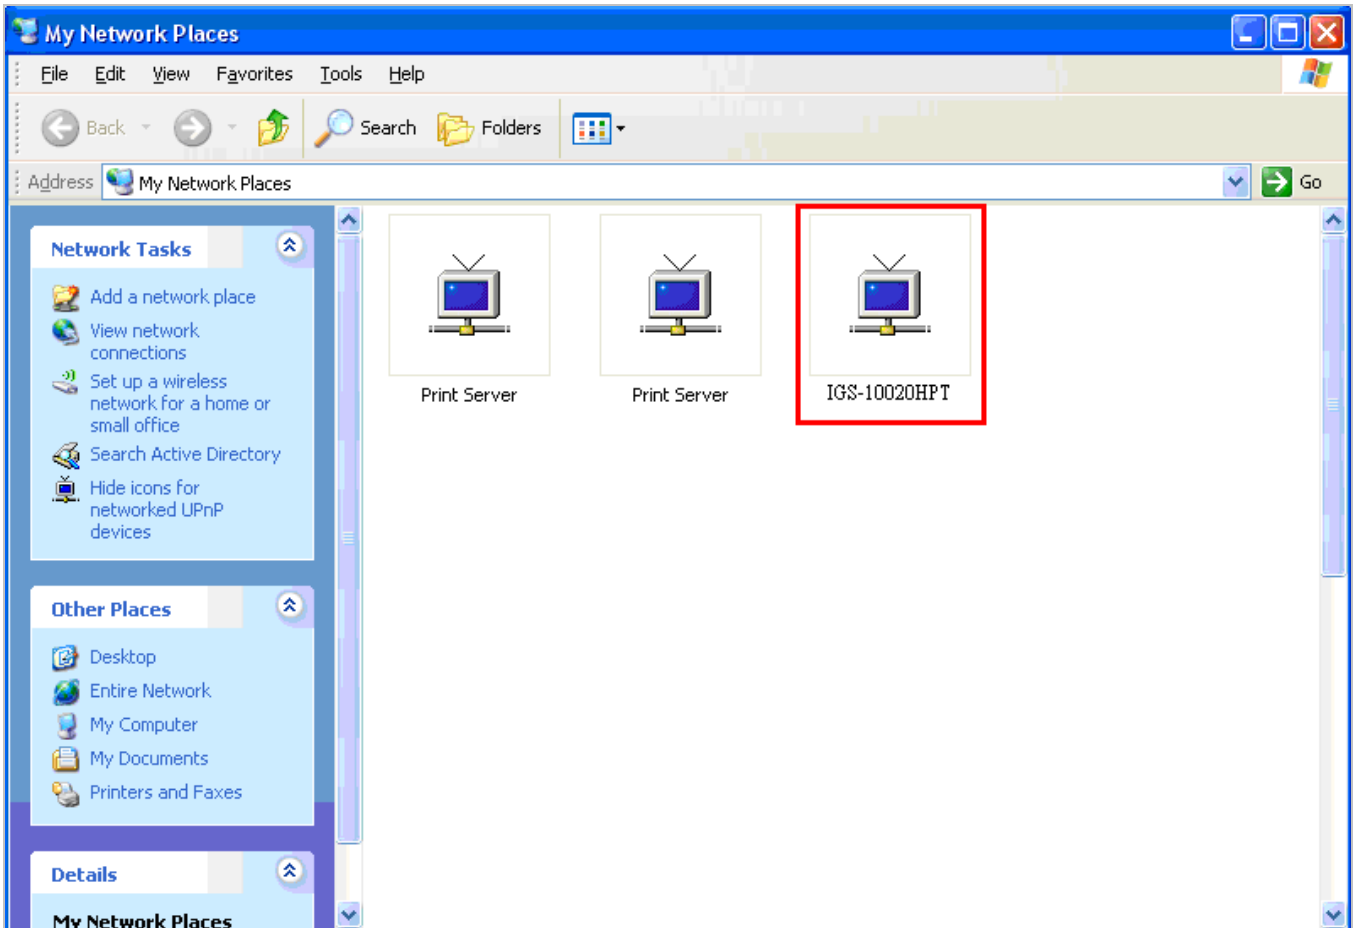 My Network Places
File Edit View Favorites Tools Help
Back Search Folders
Address My Network Places Go
Network Tasks
Add a network place
View network
connections
Set up a wireless
network for a home or
small office
Search Active Directory
Hide icons for
networked UPnP
devices
Other Places
Desktop
Entire Network
My Computer
My Documents
Printers and Faxes
Details
My Network Places
Print Server
Print Server
IGS-10020HPT